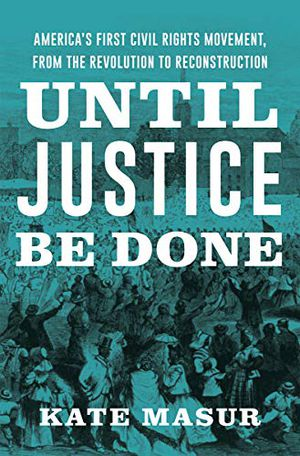 AMERICA'S FIRST CIVIL RIGHTS MOVEMENT,
FROM THE REVOLUTION TO RECONSTRUCTION
UNTIL
JUSTICE
BE DONE
KATE MASUR